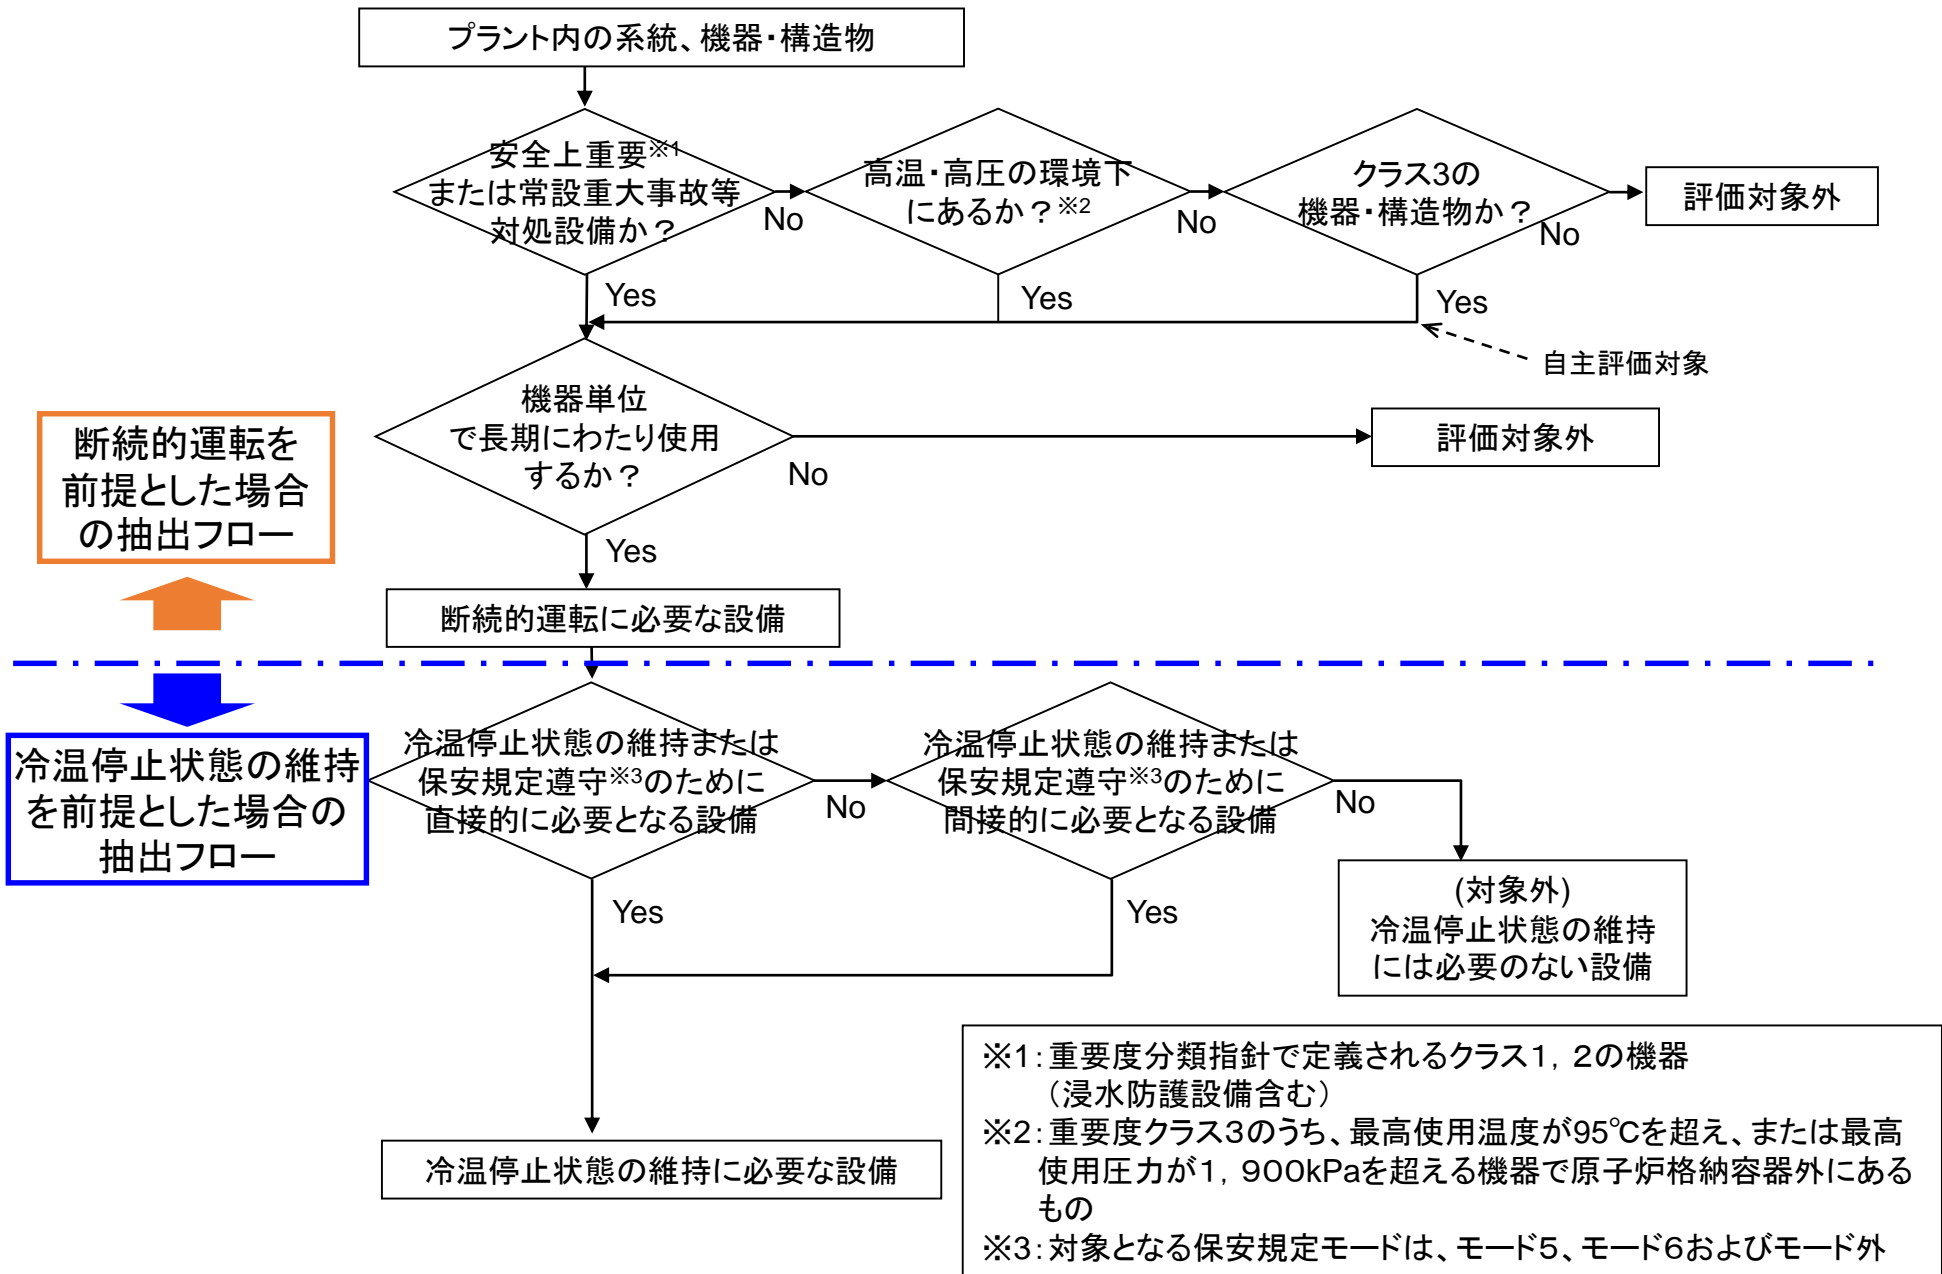 プラント内の系統、機器・構造物
安全上重要※1
または常設重大事故等
対処設備か？
No
高温・高圧の環境下
にあるか？※2
No
クラス3の
機器・構造物か？
No
評価対象外
Yes
Yes
Yes
自主評価対象
機器単位
で長期にわたり使用
するか？
No
評価対象外
Yes
断続的運転を
前提とした場合
の抽出フロー
断続的運転に必要な設備
冷温停止状態の維持
を前提とした場合の
抽出フロー
冷温停止状態の維持または
保安規定遵守※3のために
直接的に必要となる設備
No
冷温停止状態の維持または
保安規定遵守※3のために
間接的に必要となる設備
No
Yes
Yes
(対象外)
冷温停止状態の維持
には必要のない設備
冷温停止状態の維持に必要な設備
※1：重要度分類指針で定義されるクラス１，２の機器
（浸水防護設備含む）
※2：重要度クラス３のうち、最高使用温度が95℃を超え、または最高
使用圧力が１，９００kPaを超える機器で原子炉格納容器外にある
もの
※3：対象となる保安規定モードは、モード５、モード６およびモード外